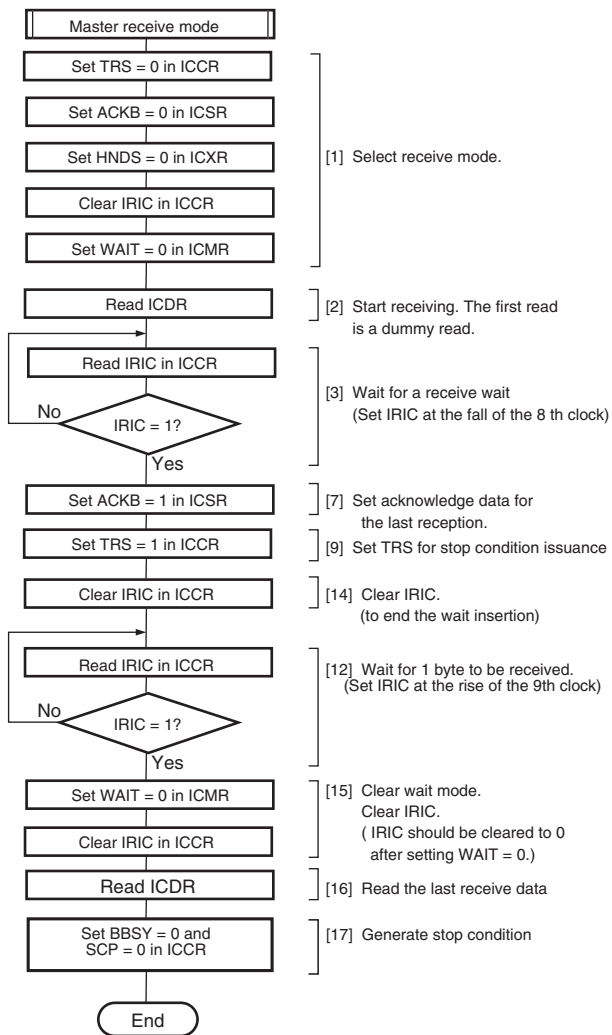 Master receive mode
Set TRS = 0 in ICCR
Set ACKB = 0 in ICSR
Set HNDS = 0 in ICXR
[1] Select receive mode.
Clear IRIC in ICCR
Set WAIT = 0 in ICMR
Read ICDR
[2] Start receiving. The first read
is a dummy read.
Read IRIC in ICCR
[3] Wait for a receive wait
(Set IRIC at the fall of the 8 th clock)
No
IRIC = 1?
Yes
Set ACKB = 1 in ICSR
[7] Set acknowledge data for
the last reception.
Set TRS = 1 in ICCR
[9] Set TRS for stop condition issuance
Clear IRIC in ICCR
[14] Clear IRIC.
(to end the wait insertion)
Read IRIC in ICCR
[12] Wait for 1 byte to be received.
(Set IRIC at the rise of the 9th clock)
No
IRIC = 1?
Yes
Set WAIT = 0 in ICMR
[15] Clear wait mode.
Clear IRIC.
( IRIC should be cleared to 0
after setting WAIT = 0.)
Clear IRIC in ICCR
Read ICDR
[16] Read the last receive data
Set BBSY = 0 and
SCP = 0 in ICCR
[17] Generate stop condition
End